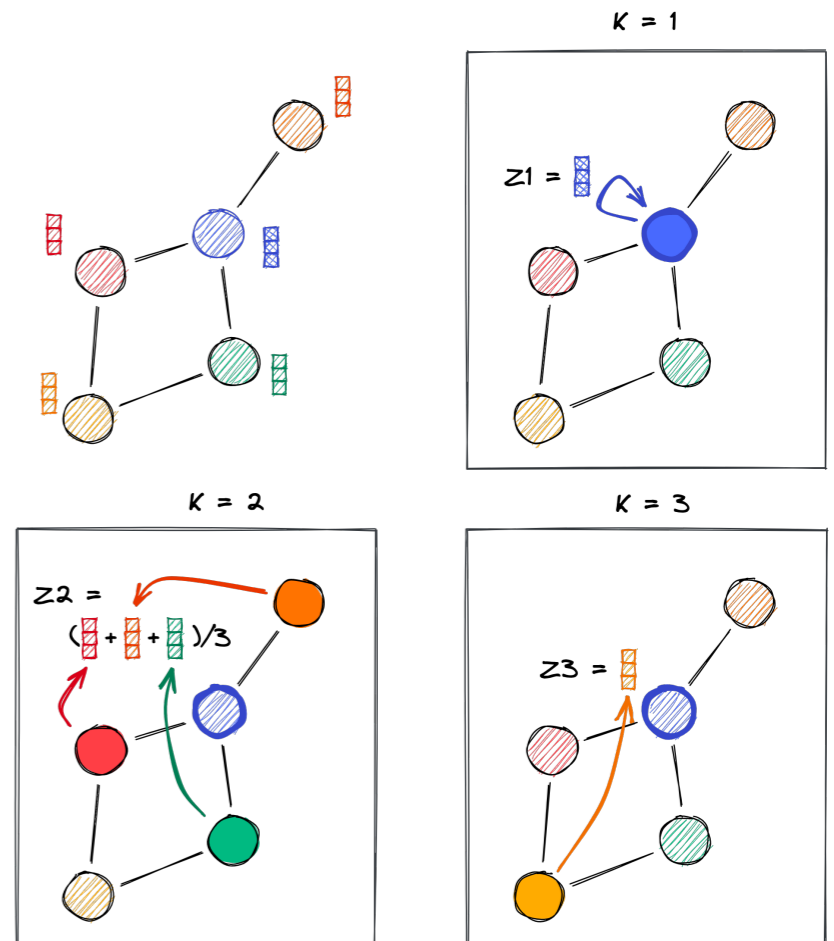 K = 1
Z1 =
K = 2
K = 3
Z2 =
( + + )/3
Z3 =